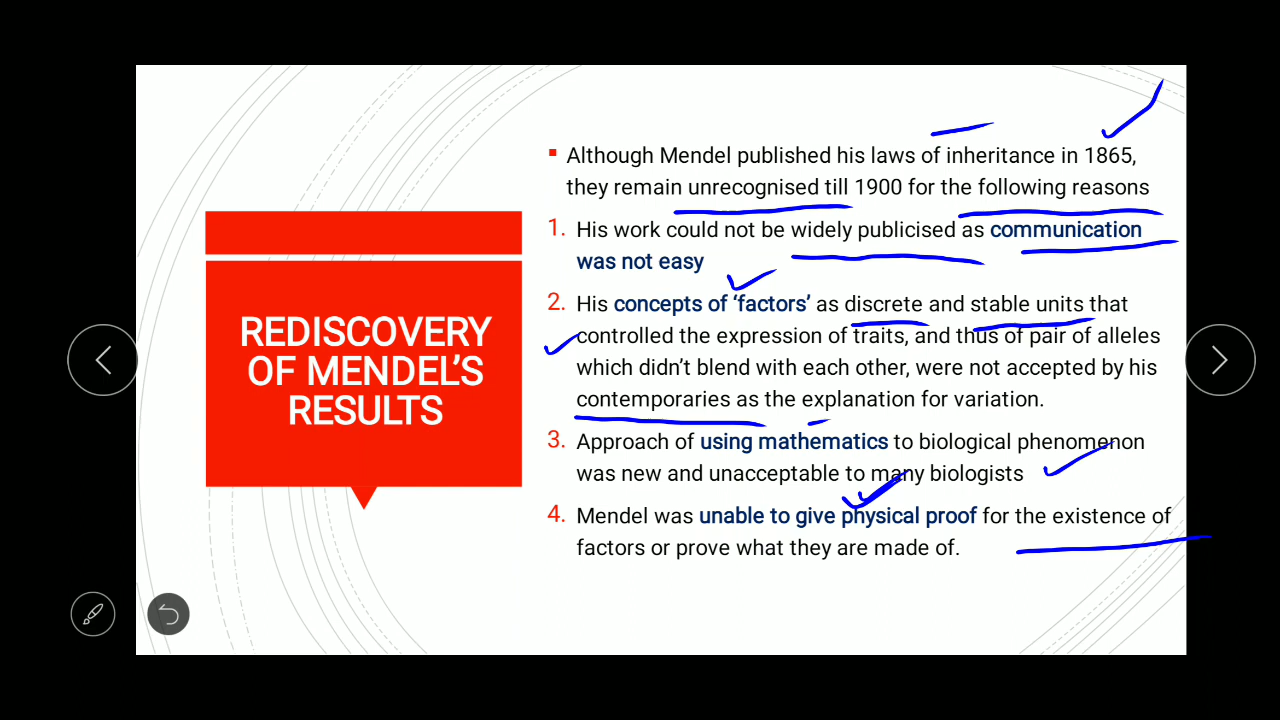 REDISCOVERY
OF MENDEL’S
RESULTS
▪ Although Mendel published his laws of inheritance in 1865,
they remain unrecognised till 1900 for the following reasons
1. His work could not be widely publicised as communication
was not easy
2. His concepts of ‘factors’ as discrete and stable units that
controlled the expression of traits, and thus of pair of alleles
which didn’t blend with each other, were not accepted by his
contemporaries as the explanation for variation.
3. Approach of using mathematics to biological phenomenon
was new and unacceptable to many biologists
4. Mendel was unable to give physical proof for the existence of
factors or prove what they are made of.